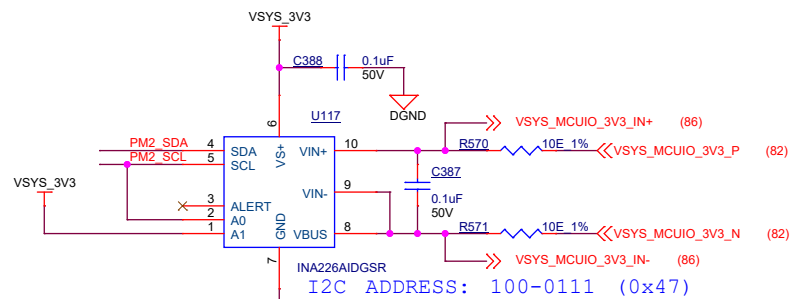 VSYS_3V3
C388 0.1uF
50V
DGND
U117
VSYS_MCUIO_3V3_IN+ (86)
6
PM2_SDA 4 SDA VS+ VIN+ 10 R570 10E_1% VSYS_MCUIO_3V3_P (82)
PM2_SCL 5 SCL
C387
VSYS_3V3
9 VIN-
0.1uF
50V
3 ALERT
2 A0 GND
1 A1 VBUS 8 R571 10E_1% VSYS_MCUIO_3V3_N (82)
7
INA226AIDGSR
VSYS_MCUIO_3V3_IN- (86)
I2C ADDRESS: 100-0111 (0x47)